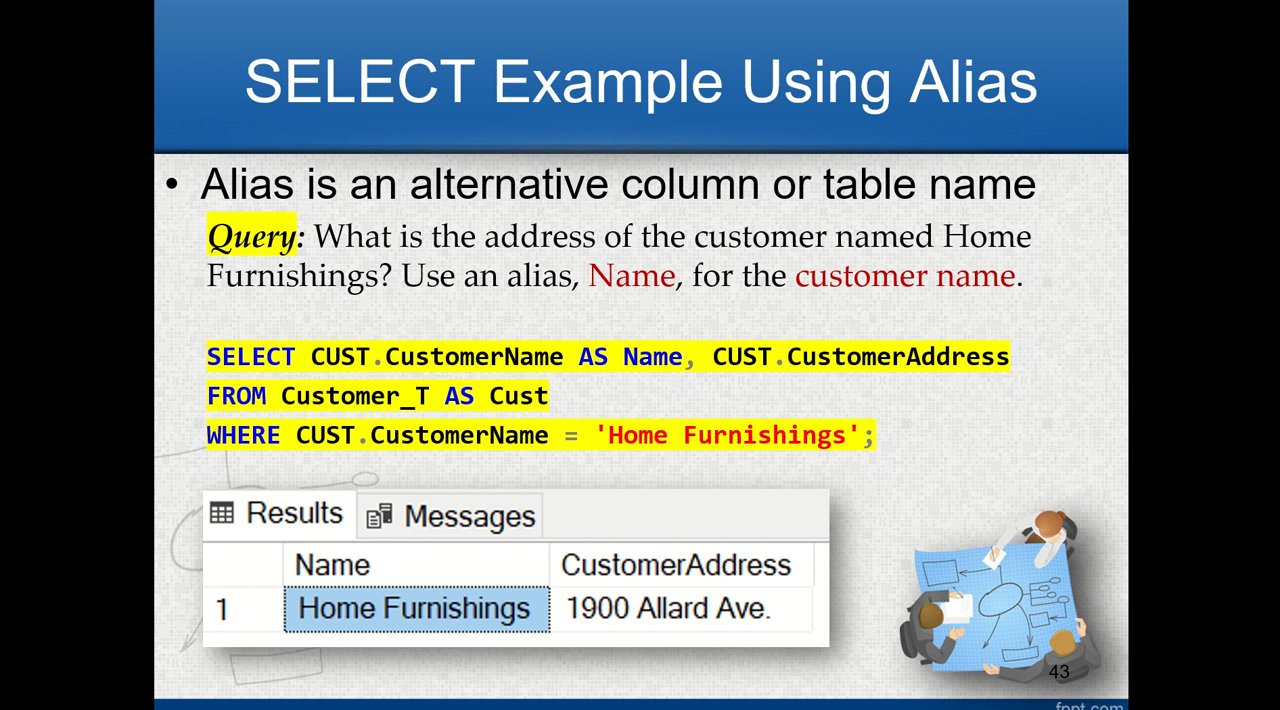 SELECT Example Using Alias
• Alias is an alternative column or table name
Query: What is the address of the customer named Home
Furnishings? Use an alias, Name, for the customer name.
SELECT CUST.CustomerName AS Name, CUST.CustomerAddress
FROM Customer_T AS Cust
WHERE CUST.CustomerName = 'Home Furnishings';
Results Messages
Name CustomerAddress
1 Home Furnishings 1900 Allard Ave.
43
fppt.com